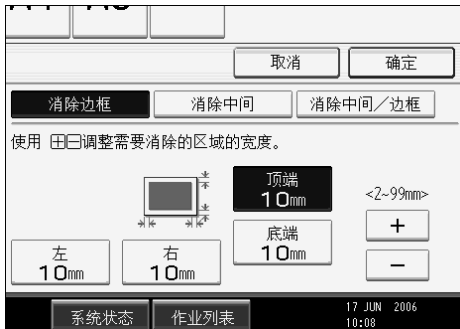 取消 确定
消除边框 消除中间 消除中间／边框
使用 ⊞⊟调整需要消除的区域的宽度。
顶端
10mm
<2~99mm>
+
底端
10mm
左
10mm
右
10mm
−
系统状态 作业列表
17 JUN 2006
10:08